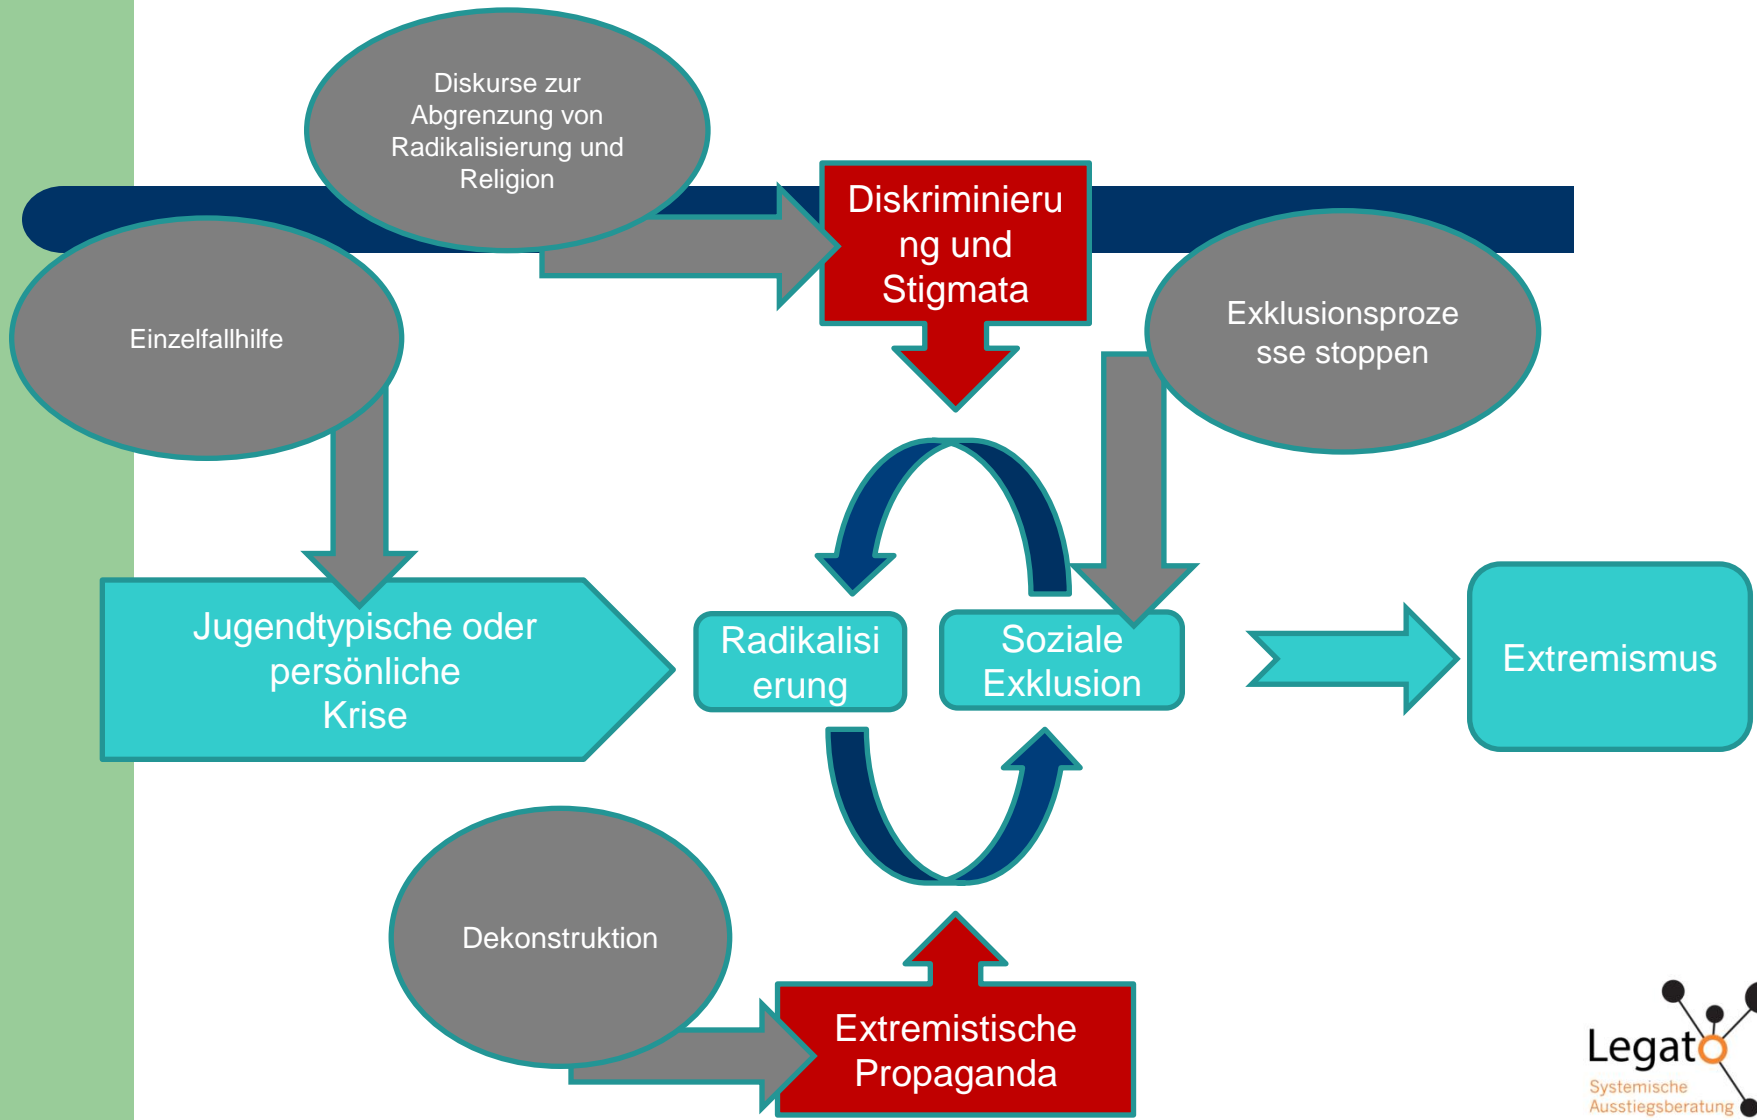 Diskurse zur
Abgrenzung von
Radikalisierung und
Religion
Diskriminieru
ng und
Stigmata
Einzelfallhilfe
Exklusionsproze
sse stoppen
Jugendtypische oder
persönliche
Krise
Radikalisi
erung
Soziale
Exklusion
Extremismus
Dekonstruktion
Extremistische
Propaganda
Legato
Systemische
Ausstiegsberatung